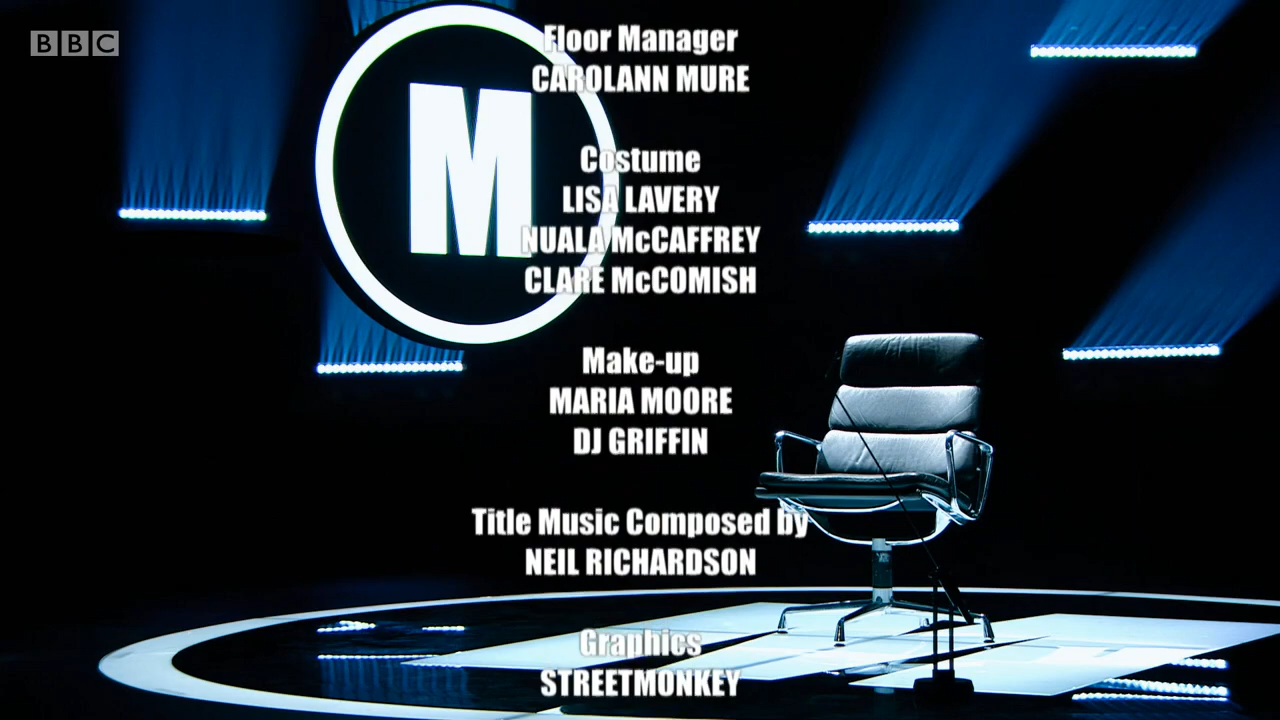 BBC
M
Floor Manager
CAROLANN MURE
Costume
LISA LAVERY
NUALA McCAFFREY
CLARE McCOMISH
Make-up
MARIA MOORE
DJ GRIFFIN
Title Music Composed by
NEIL RICHARDSON
Graphics
STREETMONKEY